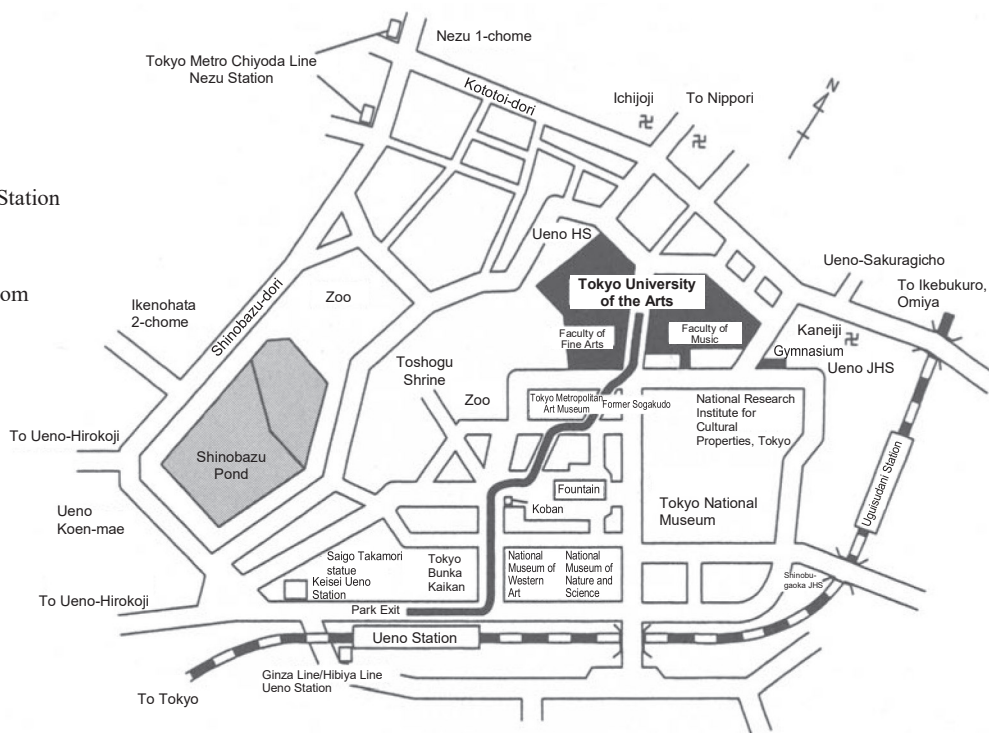 Nezu 1-chome
Tokyo Metro Chiyoda Line
Nezu Station
Kototoi-dori
Ichijoji
卍
To Nippori
卍
N
Station
Ueno HS
Tokyo University
of the Arts
Ueno-Sakuragicho
To Ikebukuro,
Omiya
om
Ikenohata
2-chome
Shinobazu-dori
Zoo
Faculty of
Fine Arts
Faculty of
Music
Kaneiji
卍
Gymnasium
Ueno JHS
Toshogu
Shrine
Zoo
Tokyo Metropolitan
Art Museum
Former Sogakudo
National Research
Institute for
Cultural
Properties, Tokyo
To Ueno-Hirokoji
Shinobazu
Pond
Uguisudani Station
Fountain
Koban
Tokyo National
Museum
Ueno
Koen-mae
Saigo Takamori
statue
Keisei Ueno
Station
Tokyo
Bunka
Kaikan
National
Museum of
Western
Art
National
Museum of
Nature and
Science
Shinobu-
gaoka JHS
To Ueno-Hirokoji
Park Exit
Ueno Station
Ginza Line/Hibiya Line
Ueno Station
To Tokyo